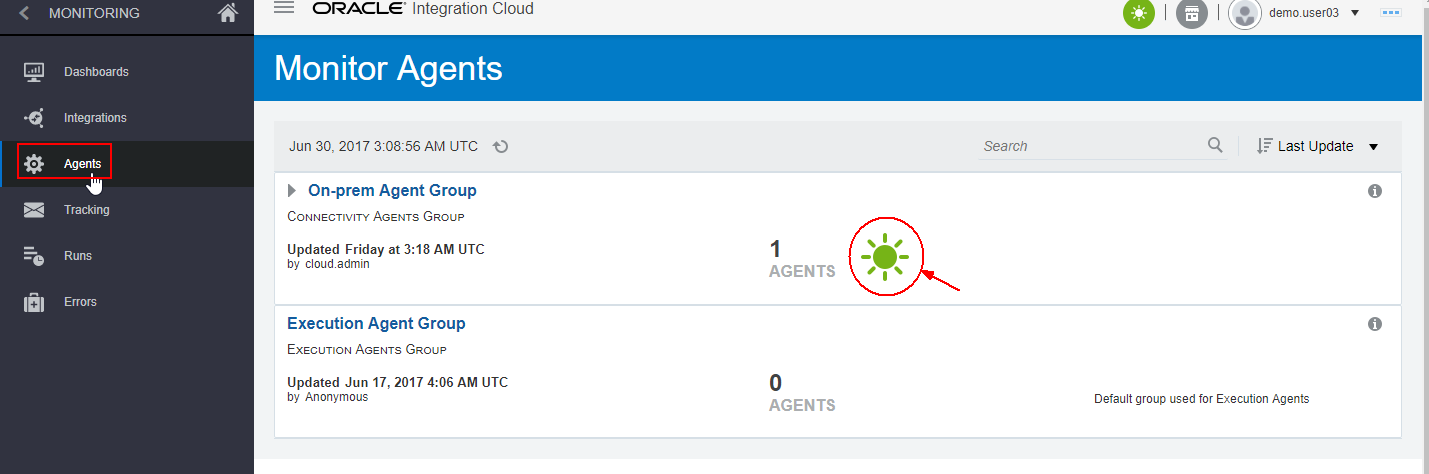 MONITORING
Dashboards
Integrations
Agents
Tracking
Runs
Errors
ORACLE® Integration Cloud
demo.user03
Monitor Agents
Jun 30, 2017 3:08:56 AM UTC
Search
Last Update
On-prem Agent Group
CONNECTIVITY AGENTS GROUP
Updated Friday at 3:18 AM UTC
by cloud.admin
1
AGENTS
Execution Agent Group
EXECUTION AGENTS GROUP
Updated Jun 17, 2017 4:06 AM UTC
by Anonymous
0
AGENTS
Default group used for Execution Agents